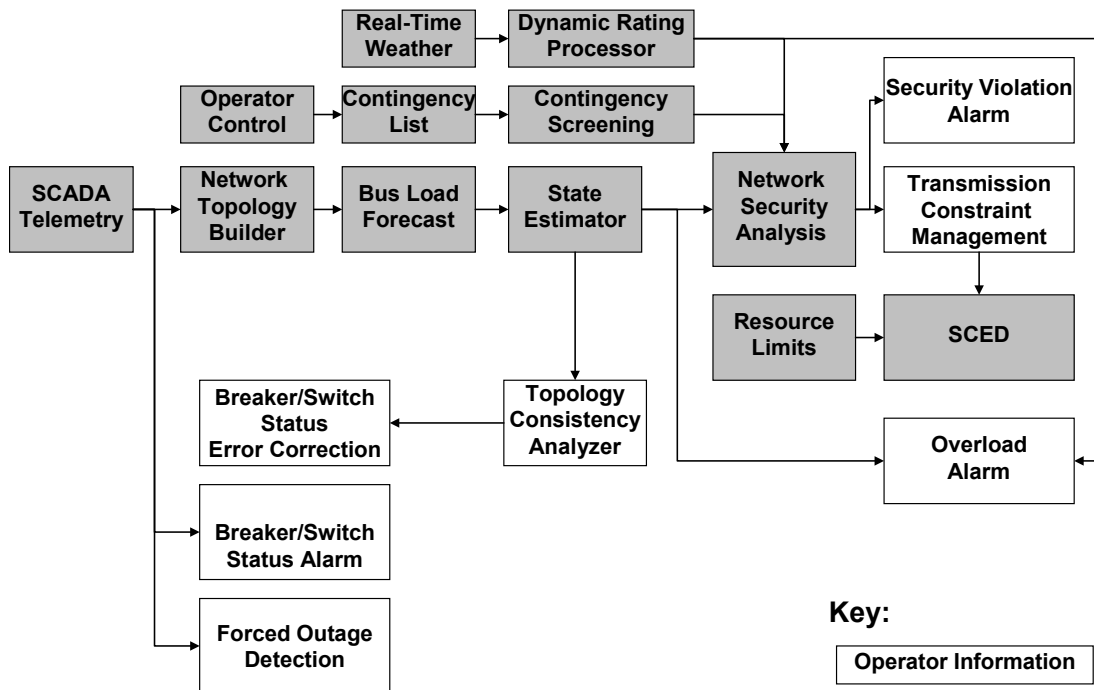 Real-Time
Weather
Dynamic Rating
Processor
Operator
Control
Contingency
List
Contingency
Screening
Security Violation
Alarm
SCADA
Telemetry
Network
Topology
Builder
Bus Load
Forecast
State
Estimator
Network
Security
Analysis
Transmission
Constraint
Management
Resource
Limits
SCED
Breaker/Switch
Status
Error Correction
Topology
Consistency
Analyzer
Overload
Alarm
Breaker/Switch
Status Alarm
Forced Outage
Detection
Key:
Operator Information